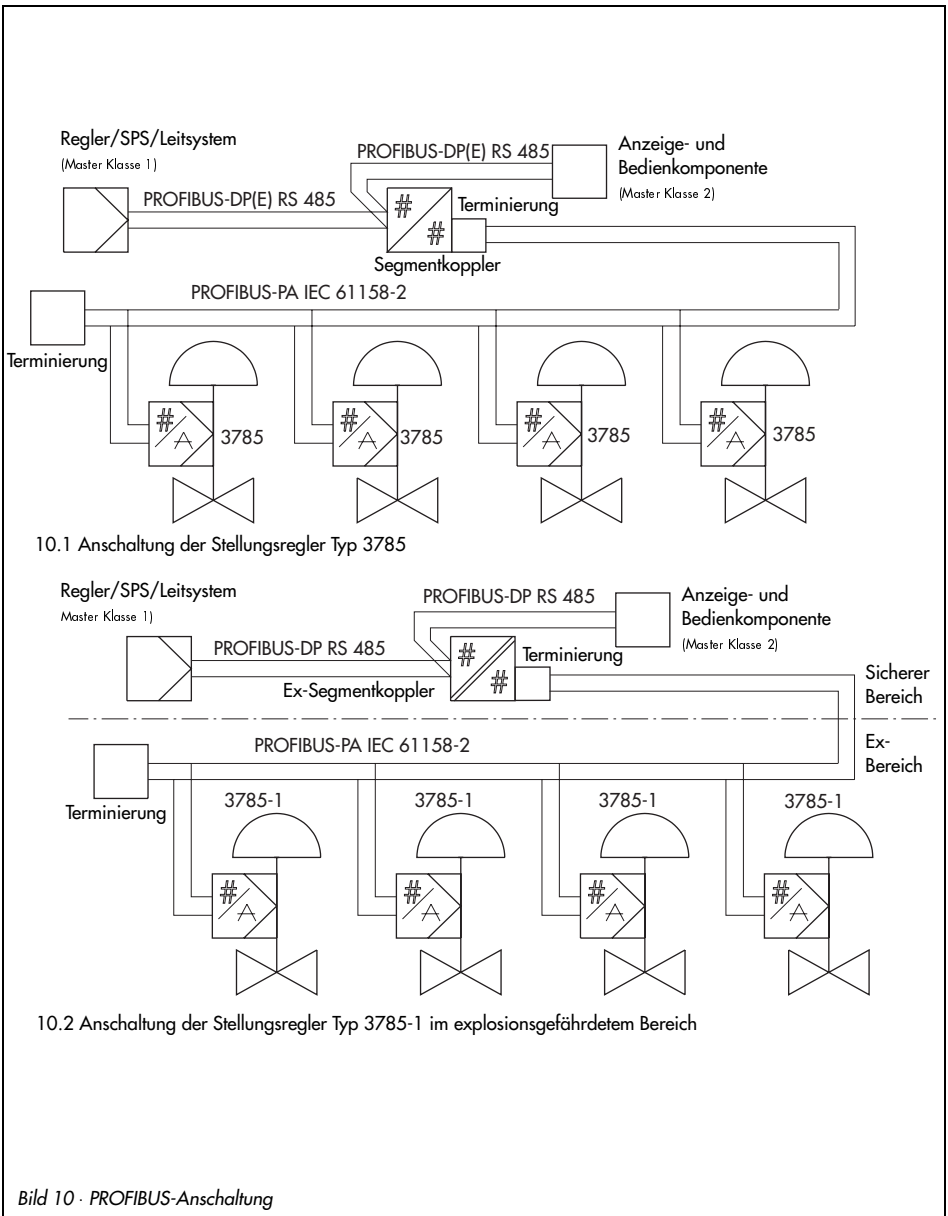 Regler/SPS/Leitsystem
(Master Klasse 1)
PROFIBUS-DP(E) RS 485
PROFIBUS-DP(E) RS 485
Anzeige- und
Bedienkomponente
(Master Klasse 2)
#
#
Terminierung
Segmentkoppler
PROFIBUS-PA IEC 61158-2
Terminierung
# A 3785
# A 3785
# A 3785
# A 3785
10.1 Anschaltung der Stellungsregler Typ 3785
Regler/SPS/Leitsystem
Master Klasse 1)
PROFIBUS-DP RS 485
PROFIBUS-DP RS 485
Anzeige- und
Bedienkomponente
(Master Klasse 2)
Ex-Segmentkoppler
#
#
Terminierung
Sicherer
Bereich
Ex-
Bereich
PROFIBUS-PA IEC 61158-2
Terminierung
3785-1
3785-1
3785-1
3785-1
# A
# A
# A
# A
10.2 Anschaltung der Stellungsregler Typ 3785-1 im explosionsgefährdetem Bereich
Bild 10 · PROFIBUS-Anschaltung